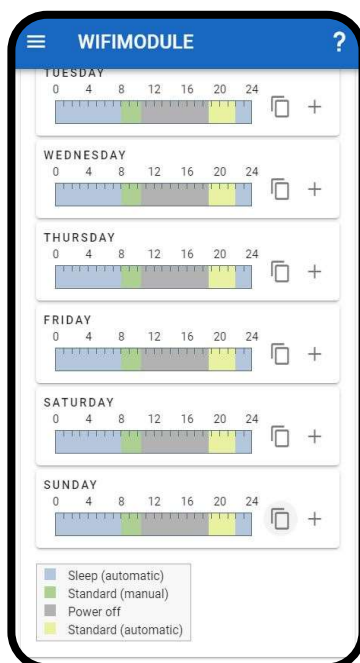 WIFIMODULE ?
TUESDAY
0 4 8 12 16 20 24
+
WEDNESDAY
0 4 8 12 16 20 24
+
THURSDAY
0 4 8 12 16 20 24
+
FRIDAY
0 4 8 12 16 20 24
+
SATURDAY
0 4 8 12 16 20 24
+
SUNDAY
0 4 8 12 16 20 24
+
Sleep (automatic)
Standard (manual)
Power off
Standard (automatic)